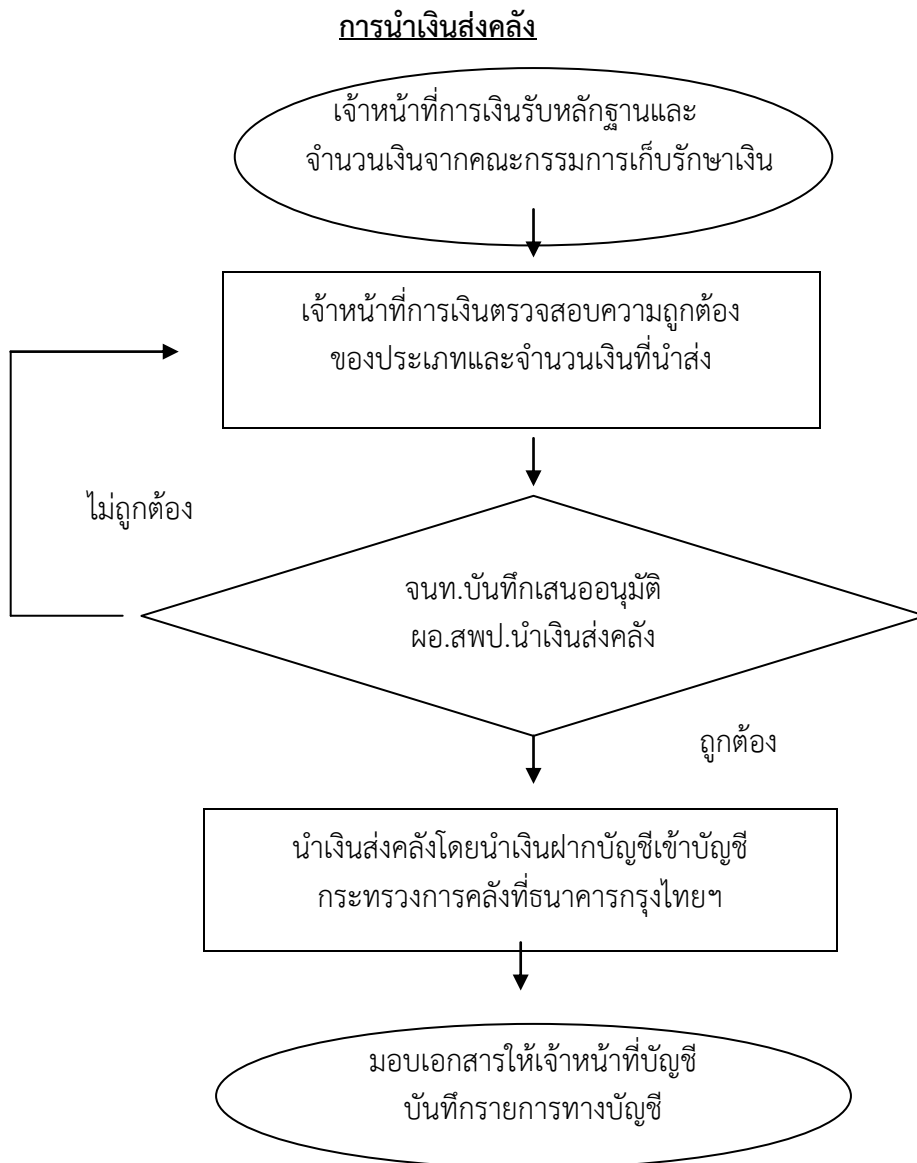 การนำเงินส่งคลัง
เจ้าหน้าที่การเงินรับหลักฐานและ
จำนวนเงินจากคณะกรรมการเก็บรักษาเงิน
เจ้าหน้าที่การเงินตรวจสอบความถูกต้อง
ของประเภทและจำนวนเงินที่นำส่ง
ไม่ถูกต้อง
จนท.บันทึกเสนออนุมัติ
ผอ.สพป.นำเงินส่งคลัง
ถูกต้อง
นำเงินส่งคลังโดยนำเงินฝากบัญชีเข้าบัญชี
กระทรวงการคลังที่ธนาคารกรุงไทยฯ
มอบเอกสารให้เจ้าหน้าที่บัญชี
บันทึกรายการทางบัญชี